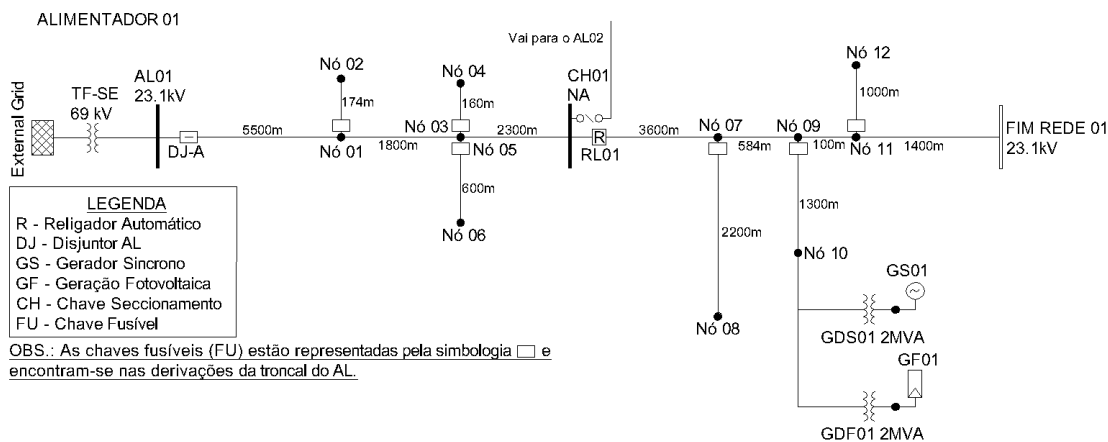 ALIMENTADOR 01
External Grid
TF-SE
69 kV
AL01
23.1kV
DJ-A
5500m
Nó 02
174m
Nó 01
1800m
Nó 04
160m
Nó 03
Nó 05
600m
Nó 06
2300m
Vai para o AL02
CH01
NA
R
RL01
3600m
Nó 07
584m
2200m
Nó 08
Nó 09
100m
1300m
Nó 10
Nó 12
1000m
Nó 11
1400m
FIM REDE 01
23.1kV
GS01
GDS01 2MVA
GF01
GDF01 2MVA
LEGENDA
R - Religador Automático
DJ - Disjuntor AL
GS - Gerador Síncrono
GF - Geração Fotovoltaica
CH - Chave Seccionamento
FU - Chave Fusível
OBS.: As chaves fusíveis (FU) estão representadas pela simbologia e
encontram-se nas derivações da troncal do AL.